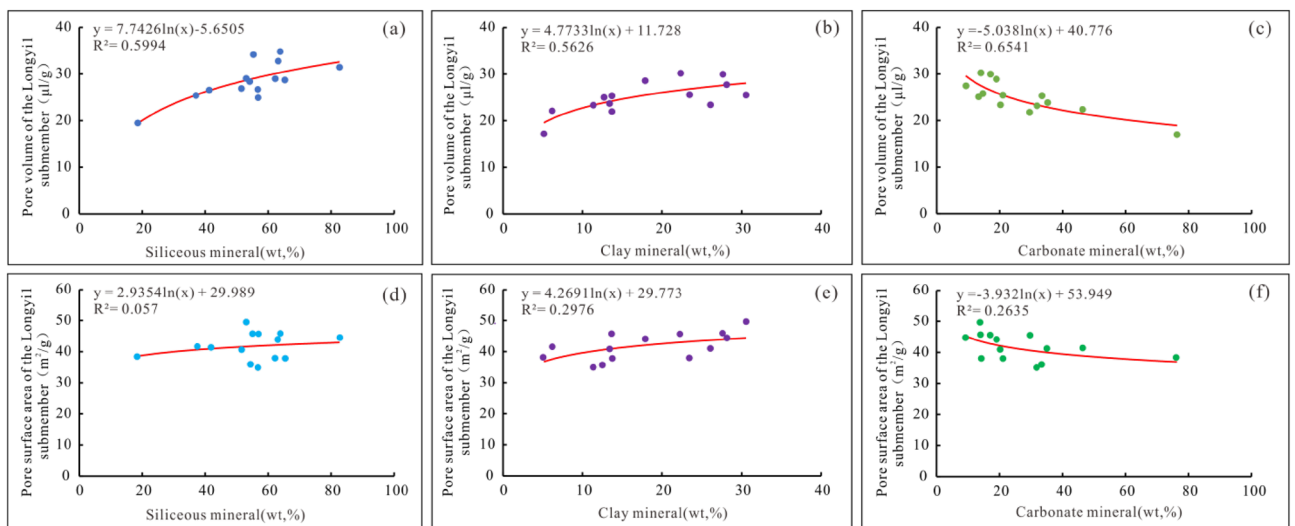 y = 7.7426ln(x)-5.6505
R²= 0.5994
(a)
Pore volume of the Longyi1
submember (μl/g)
40
30
20
10
0
0 20 40 60 80 100
Siliceous mineral(wt,%)
y = 4.7733ln(x) + 11.728
R²= 0.5626
(b)
Pore volume of the Longyi1
submember (μl/g)
40
30
20
10
0
0 10 20 30 40
Clay mineral(wt,%)
y =-5.038ln(x) + 40.776
R²= 0.6541
(c)
Pore volume of the Longyi1
submember (μl/g)
40
30
20
10
0
0 20 40 60 80 100
Carbonate mineral(wt,%)
y = 2.9354ln(x) + 29.989
R²= 0.057
(d)
Pore surface area of the Longyi1
submember (m²/g)
60
50
40
30
20
10
0
0 20 40 60 80 100
Siliceous mineral(wt,%)
y = 4.2691ln(x) + 29.773
R²= 0.2976
(e)
Pore surface area of the Longyi1
submember (m²/g)
60
50
40
30
20
10
0
0 10 20 30 40
Clay mineral(wt,%)
y =-3.932ln(x) + 53.949
R²= 0.2635
(f)
Pore surface area of the Longyi1
submember (m²/g)
60
50
40
30
20
10
0
0 20 40 60 80 100
Carbonate mineral(wt,%)